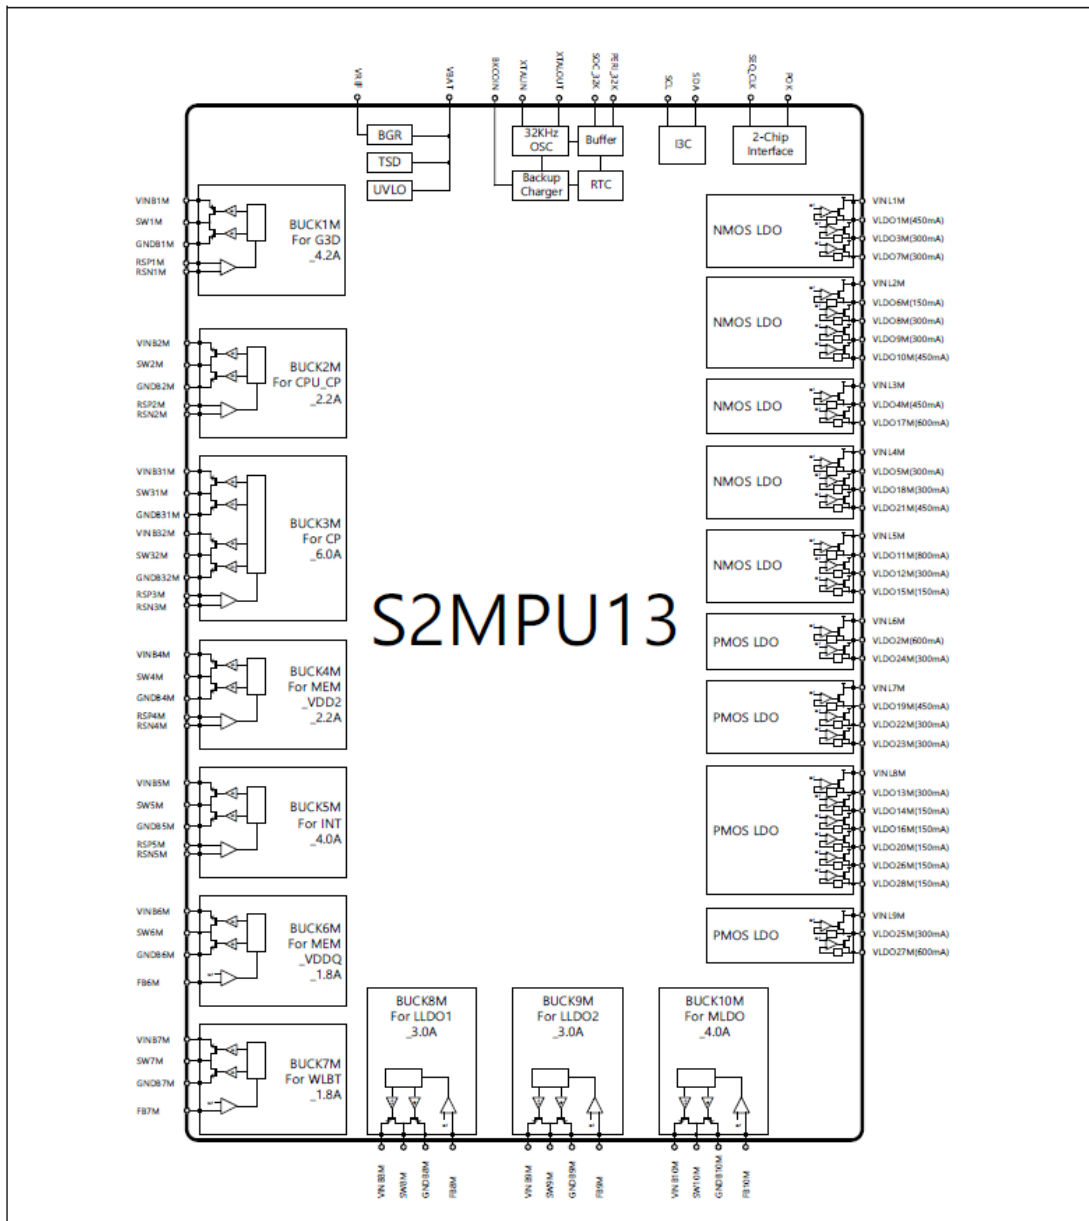 VREF
VBAT
BKCOIN
XTALIN
XTALOUT
SOC_32K
PERI_32K
SCL
SDA
SEQ_CLK
POK
BGR
TSD
UVLO
32KHz
OSC
Buffer
Backup
Charger
RTC
I3C
2-Chip
Interface
VINB1M
SW1M
GNDB1M
RSP1M
RSN1M
BUCK1M
For G3D
_4.2A
VINB2M
SW2M
GNDB2M
RSP2M
RSN2M
BUCK2M
For CPU_CP
_2.2A
VINB31M
SW31M
GNDB31M
VINB32M
SW32M
GNDB32M
RSP3M
RSN3M
BUCK3M
For CP
_6.0A
VINB4M
SW4M
GNDB4M
RSP4M
RSN4M
BUCK4M
For MEM
_VDD2
_2.2A
VINB5M
SW5M
GNDB5M
RSP5M
RSN5M
BUCK5M
For INT
_4.0A
VINB6M
SW6M
GNDB6M
FB6M
BUCK6M
For MEM
_VDDQ
_1.8A
VINB7M
SW7M
GNDB7M
FB7M
BUCK7M
For WLBT
_1.8A
S2MPU13
NMOS LDO
VINL1M
VLDO1M(450mA)
VLDO3M(300mA)
VLDO7M(300mA)
NMOS LDO
VINL2M
VLDO6M(150mA)
VLDO8M(300mA)
VLDO9M(300mA)
VLDO10M(450mA)
NMOS LDO
VINL3M
VLDO4M(450mA)
VLDO17M(600mA)
NMOS LDO
VINL4M
VLDO5M(300mA)
VLDO18M(300mA)
VLDO21M(450mA)
NMOS LDO
VINL5M
VLDO11M(800mA)
VLDO12M(300mA)
VLDO15M(150mA)
PMOS LDO
VINL6M
VLDO2M(600mA)
VLDO24M(300mA)
PMOS LDO
VINL7M
VLDO19M(450mA)
VLDO22M(300mA)
VLDO23M(300mA)
PMOS LDO
VINL8M
VLDO13M(300mA)
VLDO14M(150mA)
VLDO16M(150mA)
VLDO20M(150mA)
VLDO26M(150mA)
VLDO28M(150mA)
PMOS LDO
VINL9M
VLDO25M(300mA)
VLDO27M(600mA)
BUCK8M
For LLDO1
_3.0A
VINB8M
SW8M
GNDB8M
FB8M
BUCK9M
For LLDO2
_3.0A
VINB9M
SW9M
GNDB9M
FB9M
BUCK10M
For MLDO
_4.0A
VINB10M
SW10M
GNDB10M
FB10M